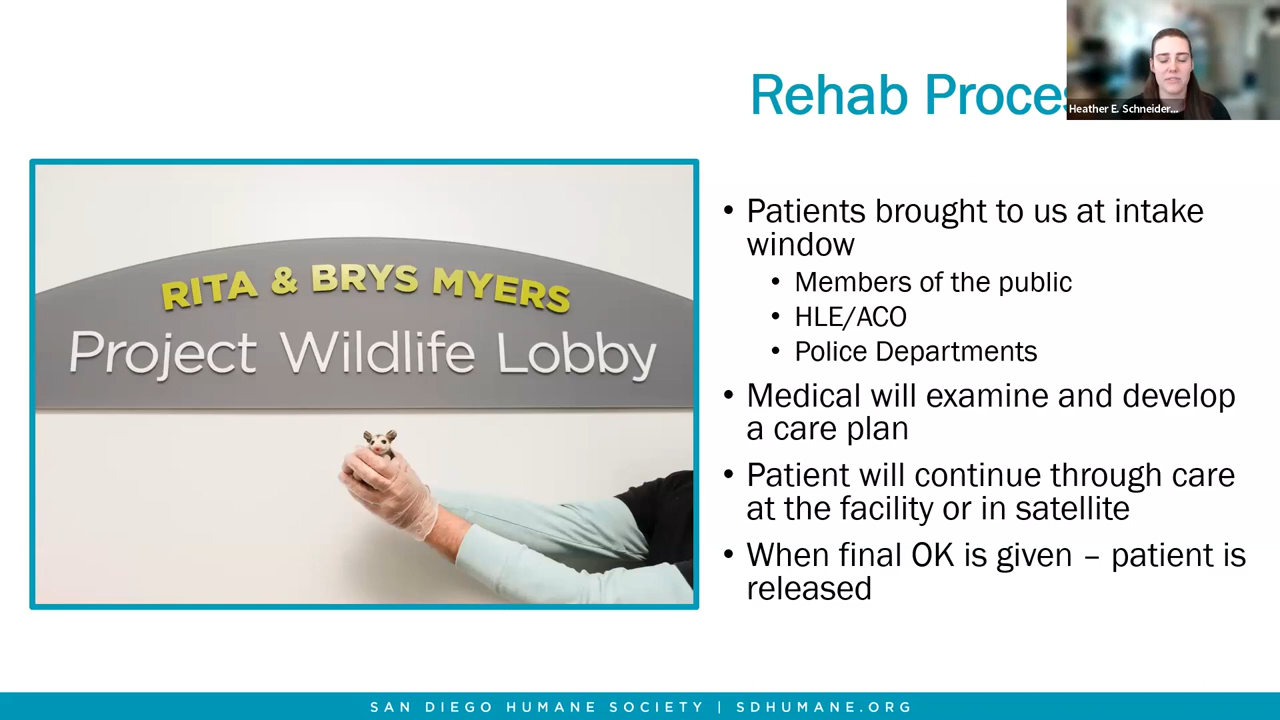 Rehab Proces
Heather E. Schneider...
RITA & BRYS MYERS
Project Wildlife Lobby
• Patients brought to us at intake
window
• Members of the public
• HLE/ACO
• Police Departments
• Medical will examine and develop
a care plan
• Patient will continue through care
at the facility or in satellite
• When final OK is given – patient is
released
SAN DIEGO HUMANE SOCIETY | SDHUMANE.ORG